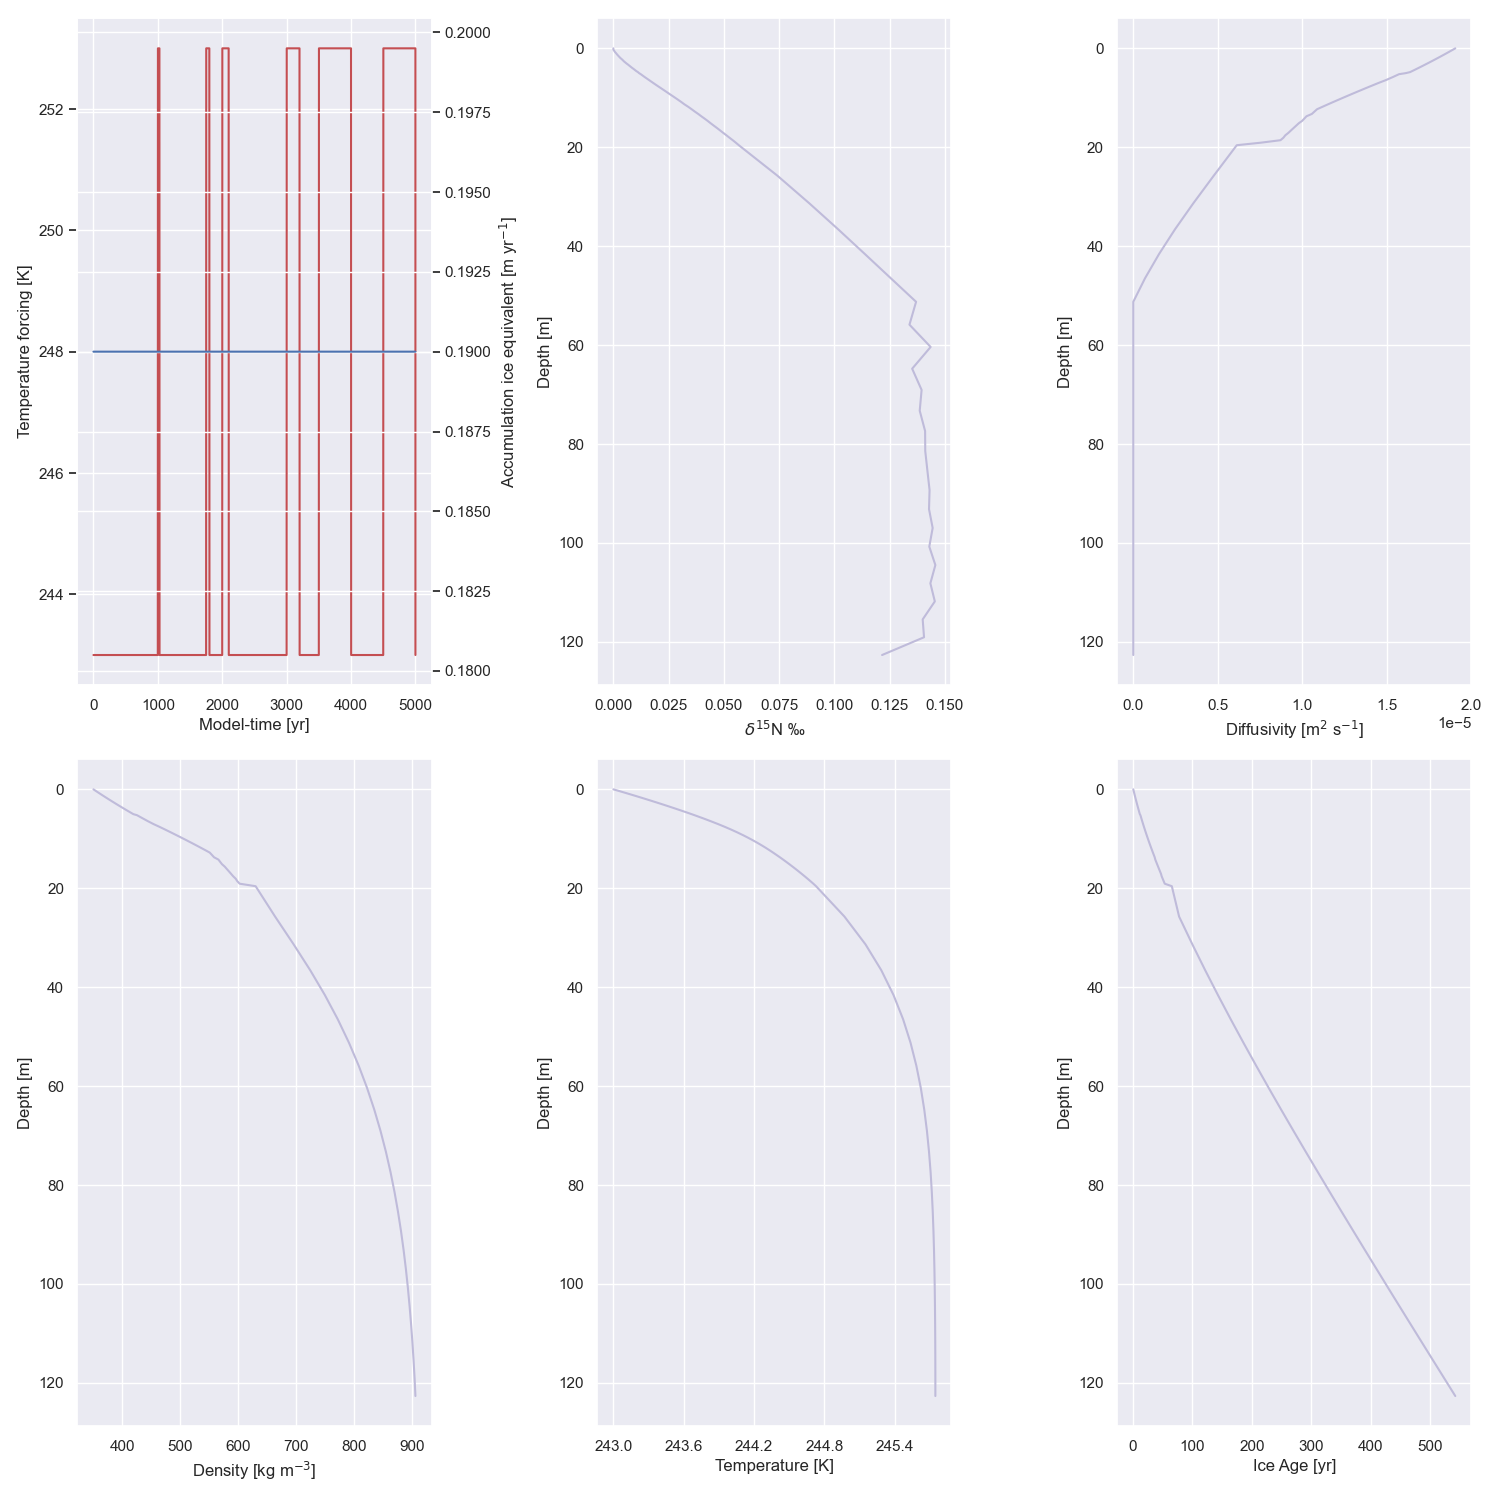 252
250
248
246
244
Temperature forcing [K]
0 1000 2000 3000 4000 5000
Model-time [yr]
0.2000
0.1975
0.1950
0.1925
0.1900
0.1875
0.1850
0.1825
0.1800
Accumulation ice equivalent [m yr⁻¹]
0
20
40
60
80
100
120
Depth [m]
0.000 0.025 0.050 0.075 0.100 0.125 0.150
δ¹⁵N ‰
0
20
40
60
80
100
120
Depth [m]
0.0 0.5 1.0 1.5 2.0
1e−5
Diffusivity [m² s⁻¹]
0
20
40
60
80
100
120
Depth [m]
400 500 600 700 800 900
Density [kg m⁻³]
0
20
40
60
80
100
120
Depth [m]
243.0 243.6 244.2 244.8 245.4
Temperature [K]
0
20
40
60
80
100
120
Depth [m]
0 100 200 300 400 500
Ice Age [yr]